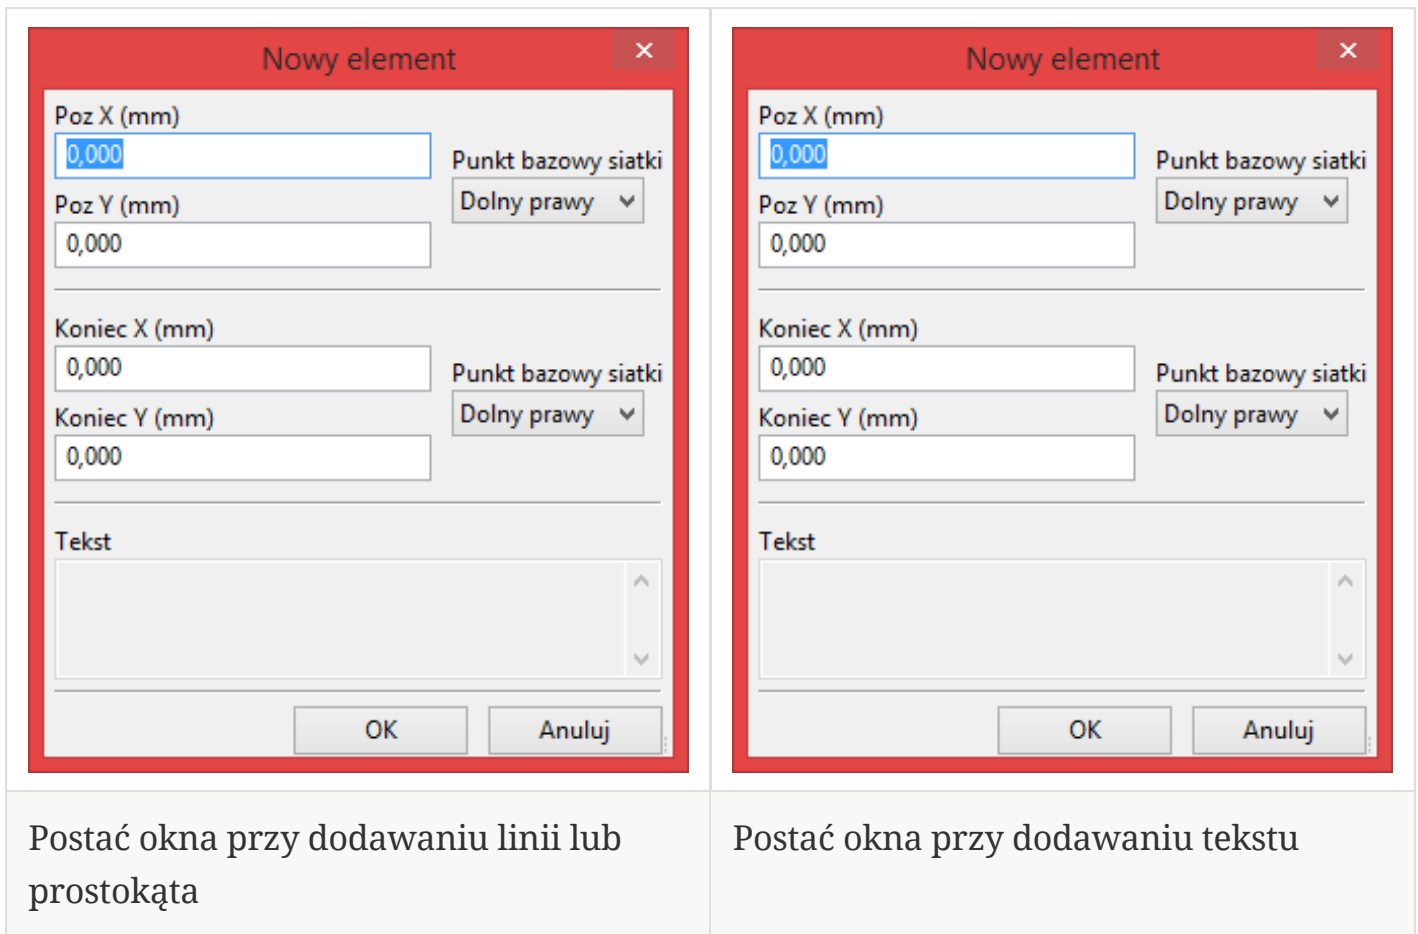 Nowy element
Poz X (mm)
0,000
Punkt bazowy siatki
Dolny prawy
Poz Y (mm)
0,000
Koniec X (mm)
0,000
Punkt bazowy siatki
Dolny prawy
Koniec Y (mm)
0,000
Tekst
OK
Anuluj
Postać okna przy dodawaniu linii lub
prostokąta
Nowy element
Poz X (mm)
0,000
Punkt bazowy siatki
Dolny prawy
Poz Y (mm)
0,000
Koniec X (mm)
0,000
Punkt bazowy siatki
Dolny prawy
Koniec Y (mm)
0,000
Tekst
OK
Anuluj
Postać okna przy dodawaniu tekstu